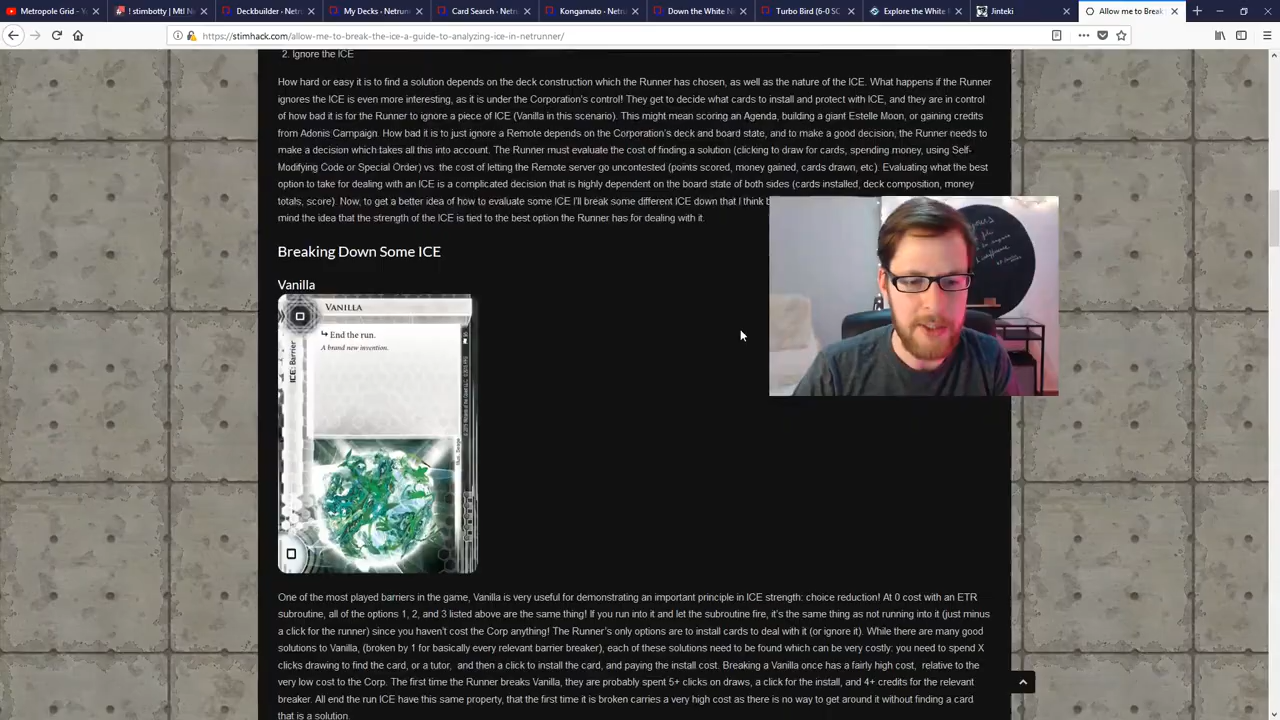 Metropole Grid - Va
! stimbotty | Mtl! Ne
Deckbuilder - Netrun
My Decks - Netrunn
Card Search - Netr
Kongamato - Netru
Down the White N
Turbo Bird (6-0 SC
Explore the White N
Jinteki
Allow me to Break
https://stimhack.com/allow-me-to-break-the-ice-a-guide-to-analyzing-ice-in-netrunner/
2. Ignore the ICE
How hard or easy it is to find a solution depends on the deck construction which the Runner has chosen, as well as the nature of the ICE. What happens if the Runner
ignores the ICE is even more interesting, as it is under the Corporation's control! They get to decide what cards to install and protect with ICE, and they are in control
of how bad it is for the Runner to ignore a piece of ICE (Vanilla in this scenario). This might mean scoring an Agenda, building a giant Estelle Moon, or gaining credits
from Adonis Campaign. How bad it is to just ignore a Remote depends on the Corporation's deck and board state, and to make a good decision, the Runner needs to
make a decision which takes all this into account. The Runner must evaluate the cost of finding a solution (clicking to draw for cards, spending money, using Self-
Modifying Code or Special Order) vs. the cost of letting the Remote server go uncontested (points scored, money gained, cards drawn, etc). Evaluating what the best
option to take for dealing with an ICE is a complicated decision that is highly dependent on the board state of both sides (cards installed, deck composition, money
totals, score). Now, to get a better idea of how to evaluate some ICE I'll break some different ICE down that I think b
mind the idea that the strength of the ICE is tied to the best option the Runner has for dealing with it.
Breaking Down Some ICE
Vanilla
VANILLA
End the run.
A brand new invention.
ICE: Barrier
One of the most played barriers in the game, Vanilla is very useful for demonstrating an important principle in ICE strength: choice reduction! At 0 cost with an ETR
subroutine, all of the options 1, 2, and 3 listed above are the same thing! If you run into it and let the subroutine fire, it's the same thing as not running into it (just minus
a click for the runner) since you haven't cost the Corp anything! The Runner's only options are to install cards to deal with it (or ignore it). While there are many good
solutions to Vanilla, (broken by 1 for basically every relevant barrier breaker), each of these solutions need to be found which can be very costly: you need to spend X
clicks drawing to find the card, or a tutor, and then a click to install the card, and paying the install cost. Breaking a Vanilla once has a fairly high cost, relative to the
very low cost to the Corp. The first time the Runner breaks Vanilla, they are probably spent 5+ clicks on draws, a click for the install, and 4+ credits for the relevant
breaker. All end the run ICE have this same property, that the first time it is broken carries a very high cost as there is no way to get around it without finding a card
that is a solution.